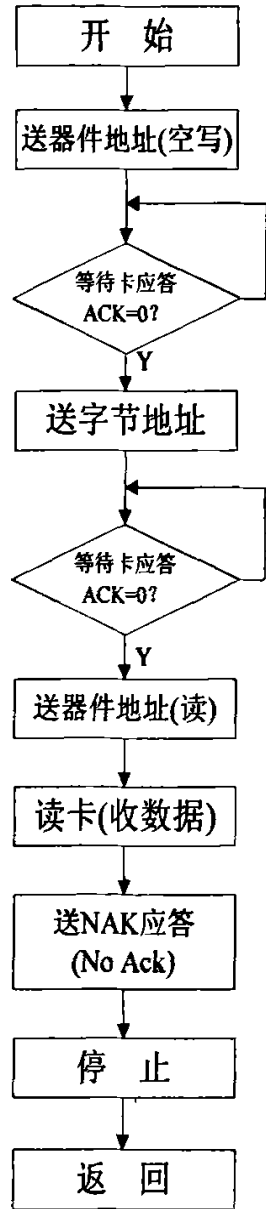 开 始
送器件地址(空写)
等待卡应答
ACK=0?
Y
送字节地址
等待卡应答
ACK=0?
Y
送器件地址(读)
读卡(收数据)
送NAK应答
(No Ack)
停 止
返 回